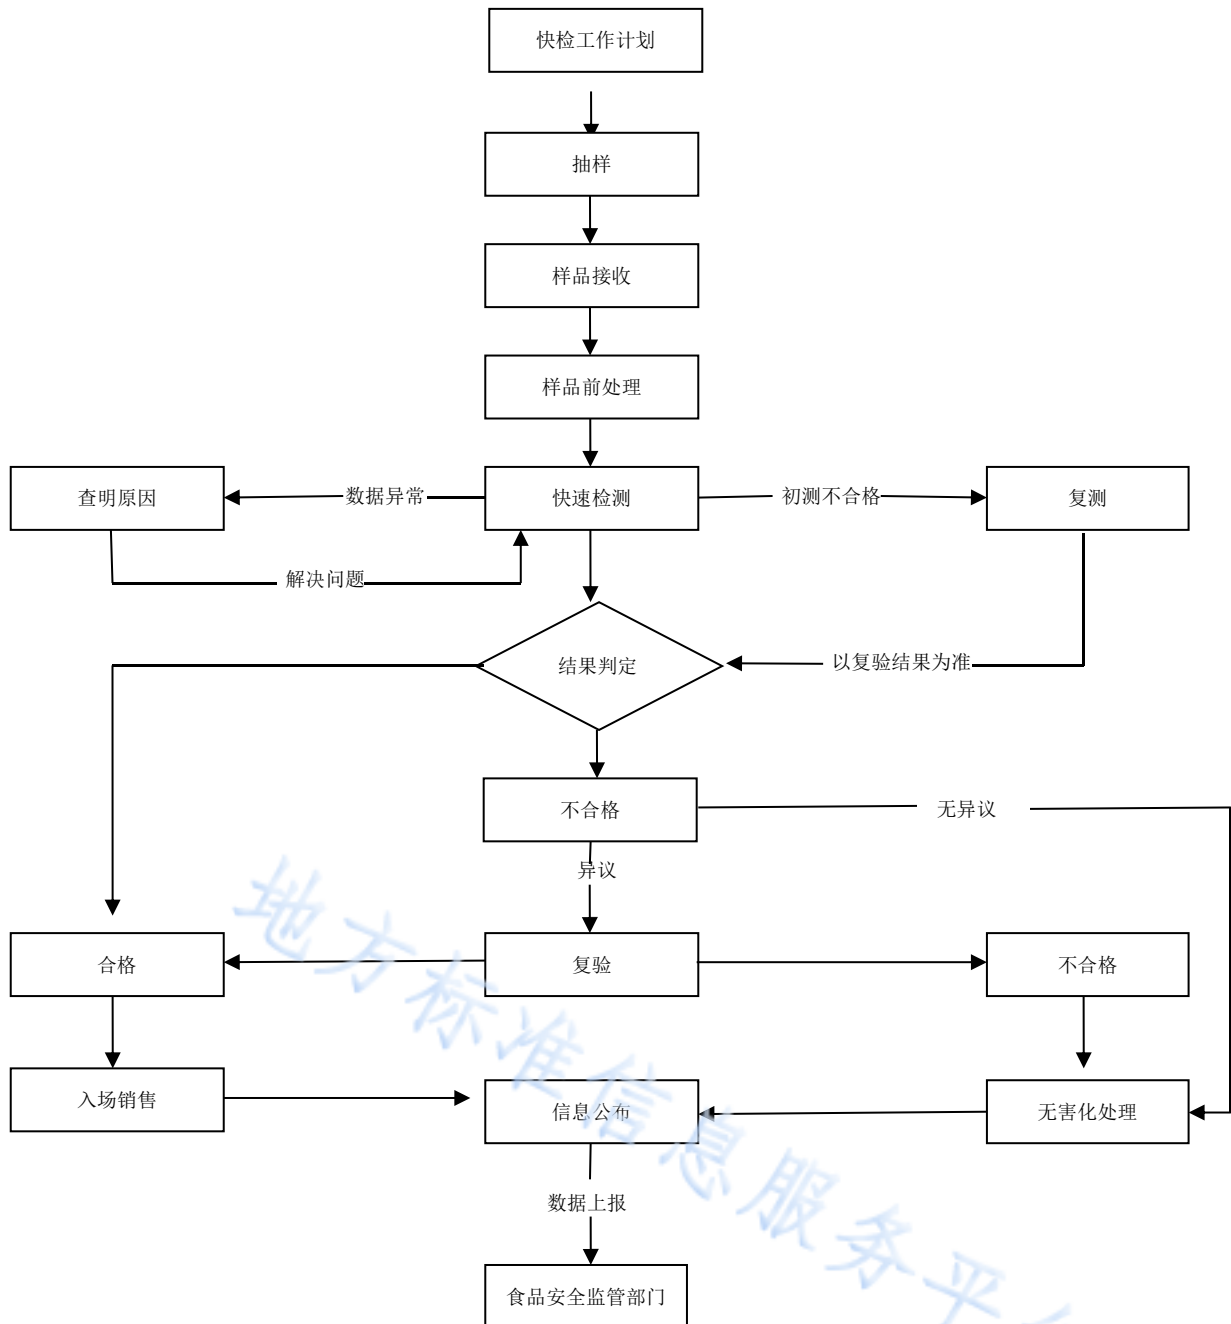 快检工作计划
抽样
样品接收
样品前处理
查明原因
数据异常
快速检测
初测不合格
复测
解决问题
结果判定
以复验结果为准
不合格
无异议
异议
合格
复验
不合格
入场销售
信息公布
无害化处理
数据上报
食品安全监管部门
地方标准信息服务平